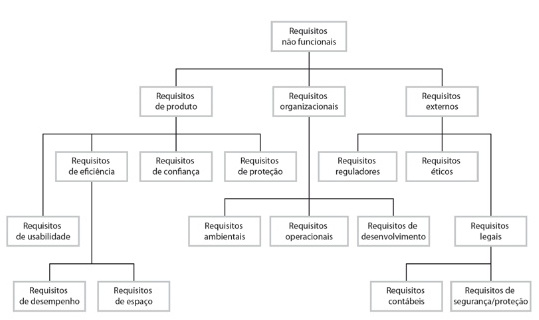 Requisitos
não funcionais
Requisitos
de produto
Requisitos
organizacionais
Requisitos
externos
Requisitos
de eficiência
Requisitos
de confiança
Requisitos
de proteção
Requisitos
reguladores
Requisitos
éticos
Requisitos
de usabilidade
Requisitos
ambientais
Requisitos
operacionais
Requisitos de
desenvolvimento
Requisitos
legais
Requisitos
de desempenho
Requisitos
de espaço
Requisitos
contábeis
Requisitos de
segurança/proteção